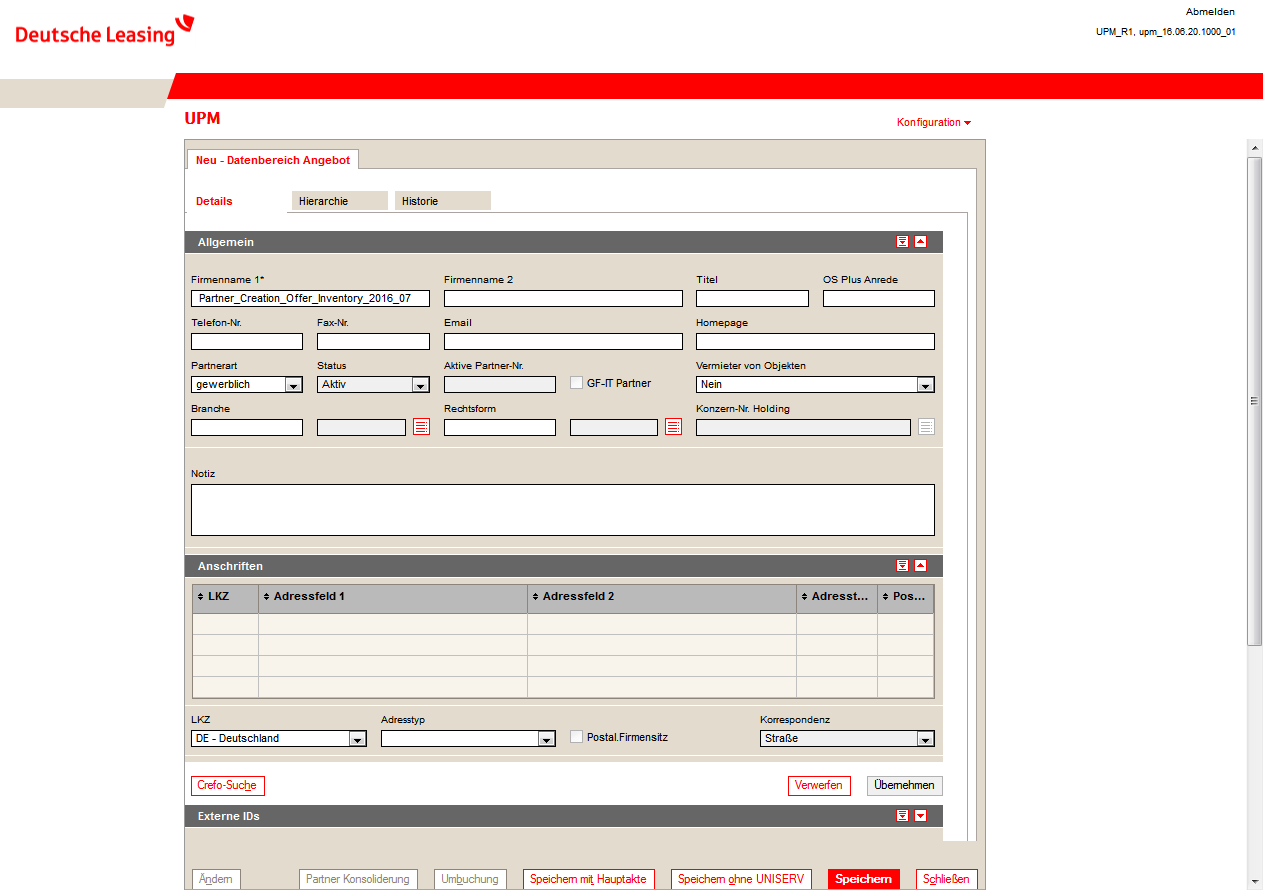 Deutsche Leasing
Abmelden
UPM_R1, upm_16.06.20.1000_01
UPM
Konfiguration
Neu - Datenbereich Angebot
Details Hierarchie Historie
Allgemein
Firmenname 1* Firmenname 2 Titel OS Plus Anrede
Partner_Creation_Offer_Inventory_2016_07
Telefon-Nr. Fax-Nr. Email Homepage
Partnerart Status Aktive Partner-Nr. Vermieter von Objekten
gewerblich Aktiv GF-IT Partner Nein
Branche Rechtsform Konzern-Nr. Holding
Notiz
Anschriften
LKZ Adressfeld 1 Adressfeld 2 Adresst... Pos...
LKZ Adresstyp Korrespondenz
DE - Deutschland Postal.Firmensitz Straße
Crefo-Suche Verwerfen Übernehmen
Externe IDs
Ändern Partner Konsolidierung Umbuchung Speichern mit Hauptakte Speichern ohne UNISERV Speichern Schließen